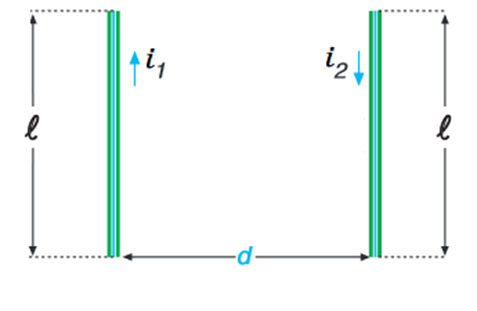 i₁
i₂
ℓ
ℓ
d